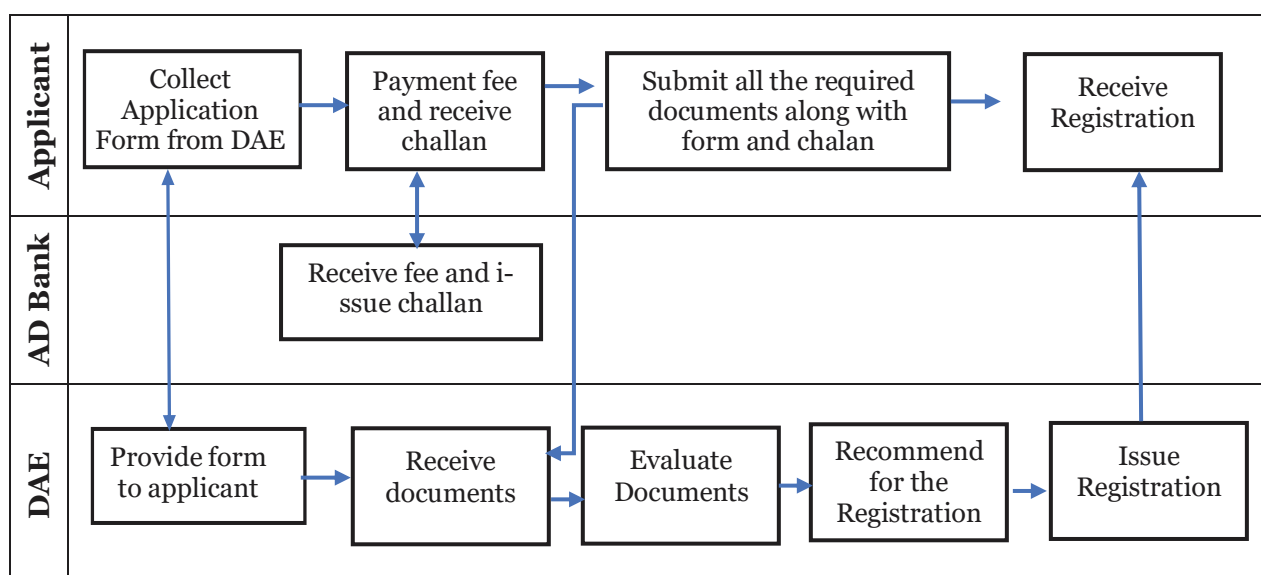 Applicant
Collect
Application
Form from DAE
Payment fee
and receive
challan
Submit all the required
documents along with
form and chalan
Receive
Registration
AD Bank
Receive fee and i-
ssue challan
DAE
Provide form
to applicant
Receive
documents
Evaluate
Documents
Recommend
for the
Registration
Issue
Registration